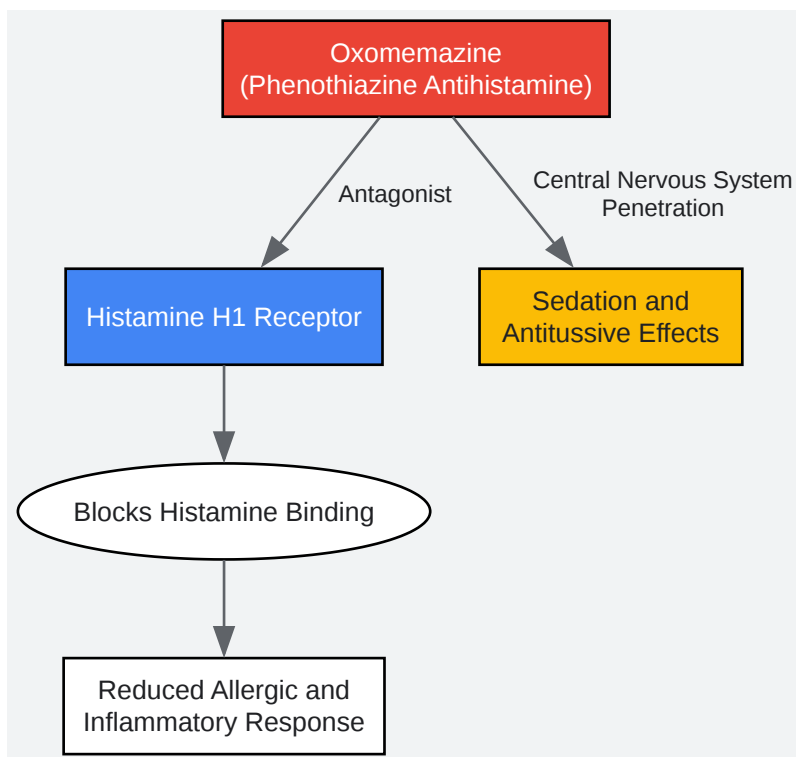 Oxomemazine
(Phenothiazine Antihistamine)
Antagonist
Central Nervous System
Penetration
Histamine H1 Receptor
Sedation and
Antitussive Effects
Blocks Histamine Binding
Reduced Allergic and
Inflammatory Response